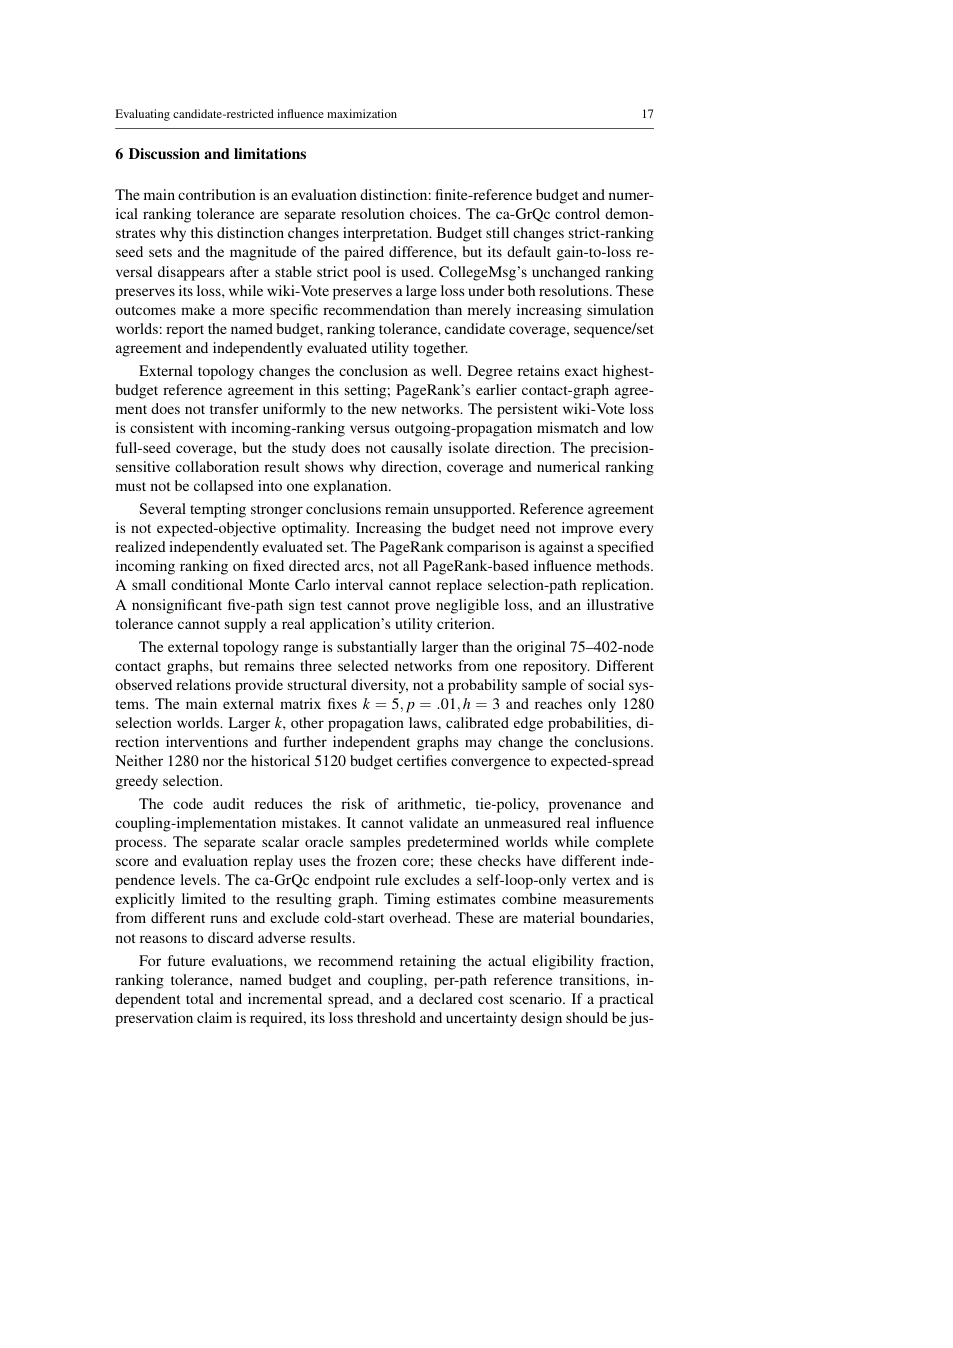 Evaluating candidate-restricted influence maximization 17
6 Discussion and limitations
The main contribution is an evaluation distinction: finite-reference budget and numer-
ical ranking tolerance are separate resolution choices. The ca-GrQc control demon-
strates why this distinction changes interpretation. Budget still changes strict-ranking
seed sets and the magnitude of the paired difference, but its default gain-to-loss re-
versal disappears after a stable strict pool is used. CollegeMsg’s unchanged ranking
preserves its loss, while wiki-Vote preserves a large loss under both resolutions. These
outcomes make a more specific recommendation than merely increasing simulation
worlds: report the named budget, ranking tolerance, candidate coverage, sequence/set
agreement and independently evaluated utility together.
External topology changes the conclusion as well. Degree retains exact highest-
budget reference agreement in this setting; PageRank’s earlier contact-graph agree-
ment does not transfer uniformly to the new networks. The persistent wiki-Vote loss
is consistent with incoming-ranking versus outgoing-propagation mismatch and low
full-seed coverage, but the study does not causally isolate direction. The precision-
sensitive collaboration result shows why direction, coverage and numerical ranking
must not be collapsed into one explanation.
Several tempting stronger conclusions remain unsupported. Reference agreement
is not expected-objective optimality. Increasing the budget need not improve every
realized independently evaluated set. The PageRank comparison is against a specified
incoming ranking on fixed directed arcs, not all PageRank-based influence methods.
A small conditional Monte Carlo interval cannot replace selection-path replication.
A nonsignificant five-path sign test cannot prove negligible loss, and an illustrative
tolerance cannot supply a real application’s utility criterion.
The external topology range is substantially larger than the original 75–402-node
contact graphs, but remains three selected networks from one repository. Different
observed relations provide structural diversity, not a probability sample of social sys-
tems. The main external matrix fixes k = 5, p = .01, h = 3 and reaches only 1280
selection worlds. Larger k, other propagation laws, calibrated edge probabilities, di-
rection interventions and further independent graphs may change the conclusions.
Neither 1280 nor the historical 5120 budget certifies convergence to expected-spread
greedy selection.
The code audit reduces the risk of arithmetic, tie-policy, provenance and
coupling-implementation mistakes. It cannot validate an unmeasured real influence
process. The separate scalar oracle samples predetermined worlds while complete
score and evaluation replay uses the frozen core; these checks have different inde-
pendence levels. The ca-GrQc endpoint rule excludes a self-loop-only vertex and is
explicitly limited to the resulting graph. Timing estimates combine measurements
from different runs and exclude cold-start overhead. These are material boundaries,
not reasons to discard adverse results.
For future evaluations, we recommend retaining the actual eligibility fraction,
ranking tolerance, named budget and coupling, per-path reference transitions, in-
dependent total and incremental spread, and a declared cost scenario. If a practical
preservation claim is required, its loss threshold and uncertainty design should be jus-